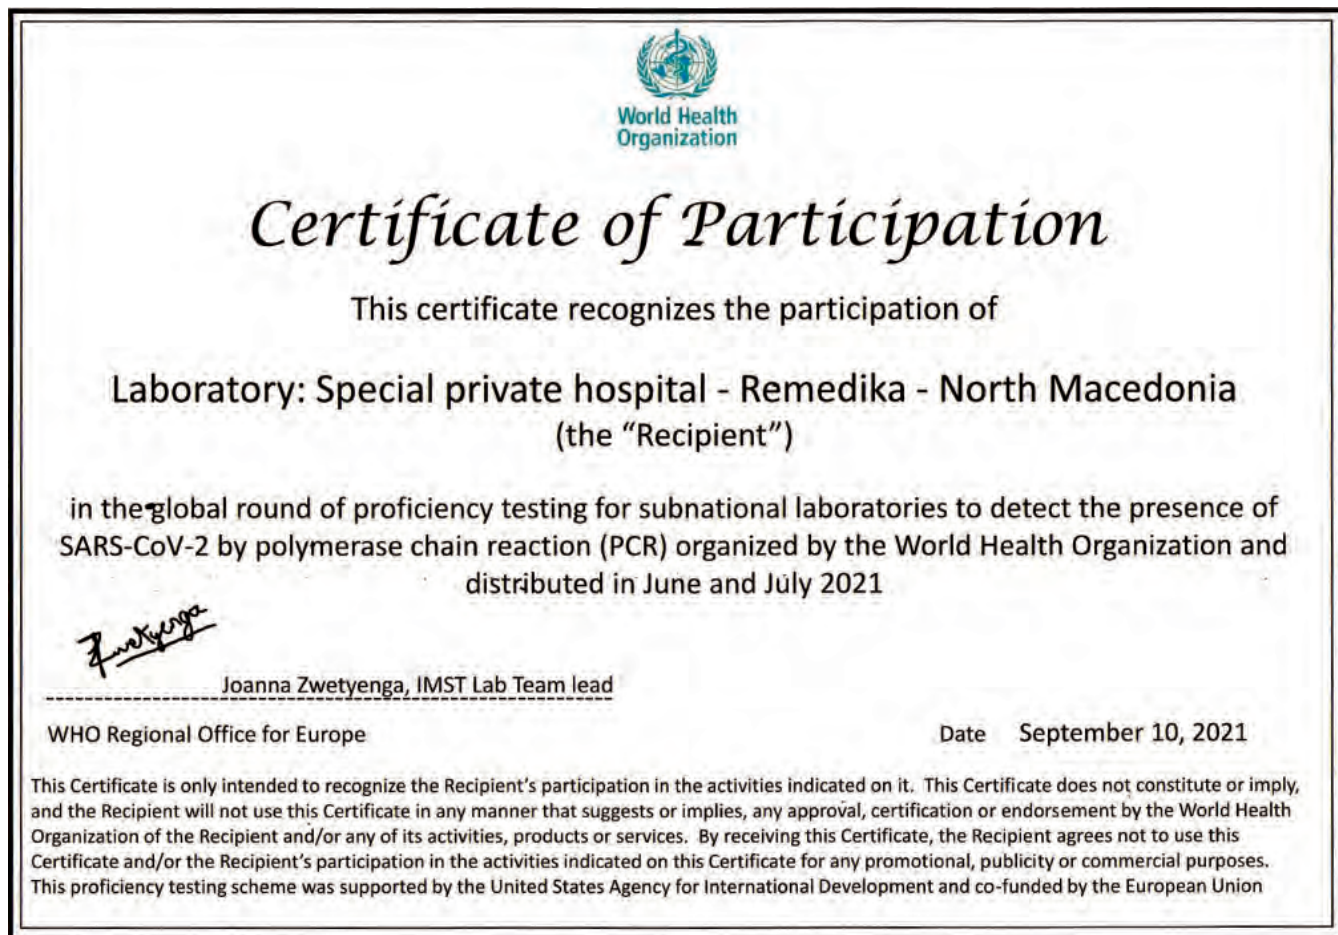 World Health
Organization
Certificate of Participation
This certificate recognizes the participation of
Laboratory: Special private hospital - Remedika - North Macedonia
(the “Recipient”)
in the global round of proficiency testing for subnational laboratories to detect the presence of
SARS-CoV-2 by polymerase chain reaction (PCR) organized by the World Health Organization and
distributed in June and July 2021
Zwetyenga
Joanna Zwetyenga, IMST Lab Team lead
WHO Regional Office for Europe
Date September 10, 2021
This Certificate is only intended to recognize the Recipient’s participation in the activities indicated on it. This Certificate does not constitute or imply,
and the Recipient will not use this Certificate in any manner that suggests or implies, any approval, certification or endorsement by the World Health
Organization of the Recipient and/or any of its activities, products or services. By receiving this Certificate, the Recipient agrees not to use this
Certificate and/or the Recipient’s participation in the activities indicated on this Certificate for any promotional, publicity or commercial purposes.
This proficiency testing scheme was supported by the United States Agency for International Development and co-funded by the European Union